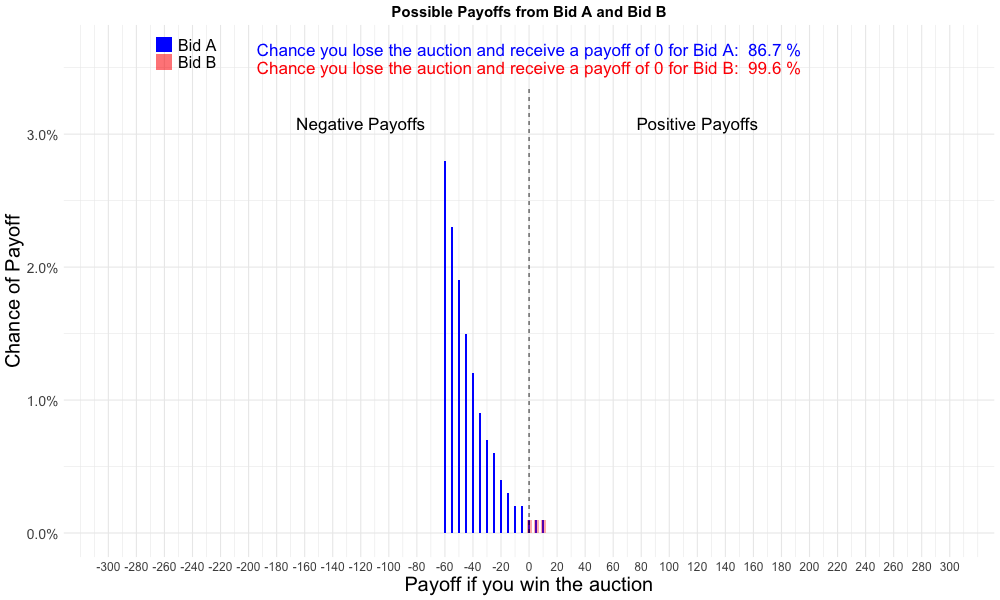 Possible Payoffs from Bid A and Bid B
Bid A
Bid B
Chance you lose the auction and receive a payoff of 0 for Bid A:  86.7 %
Chance you lose the auction and receive a payoff of 0 for Bid B:  99.6 %
Negative Payoffs
Positive Payoffs
Chance of Payoff
3.0%
2.0%
1.0%
0.0%
-300 -280 -260 -240 -220 -200 -180 -160 -140 -120 -100 -80 -60 -40 -20 0 20 40 60 80 100 120 140 160 180 200 220 240 260 280 300
Payoff if you win the auction